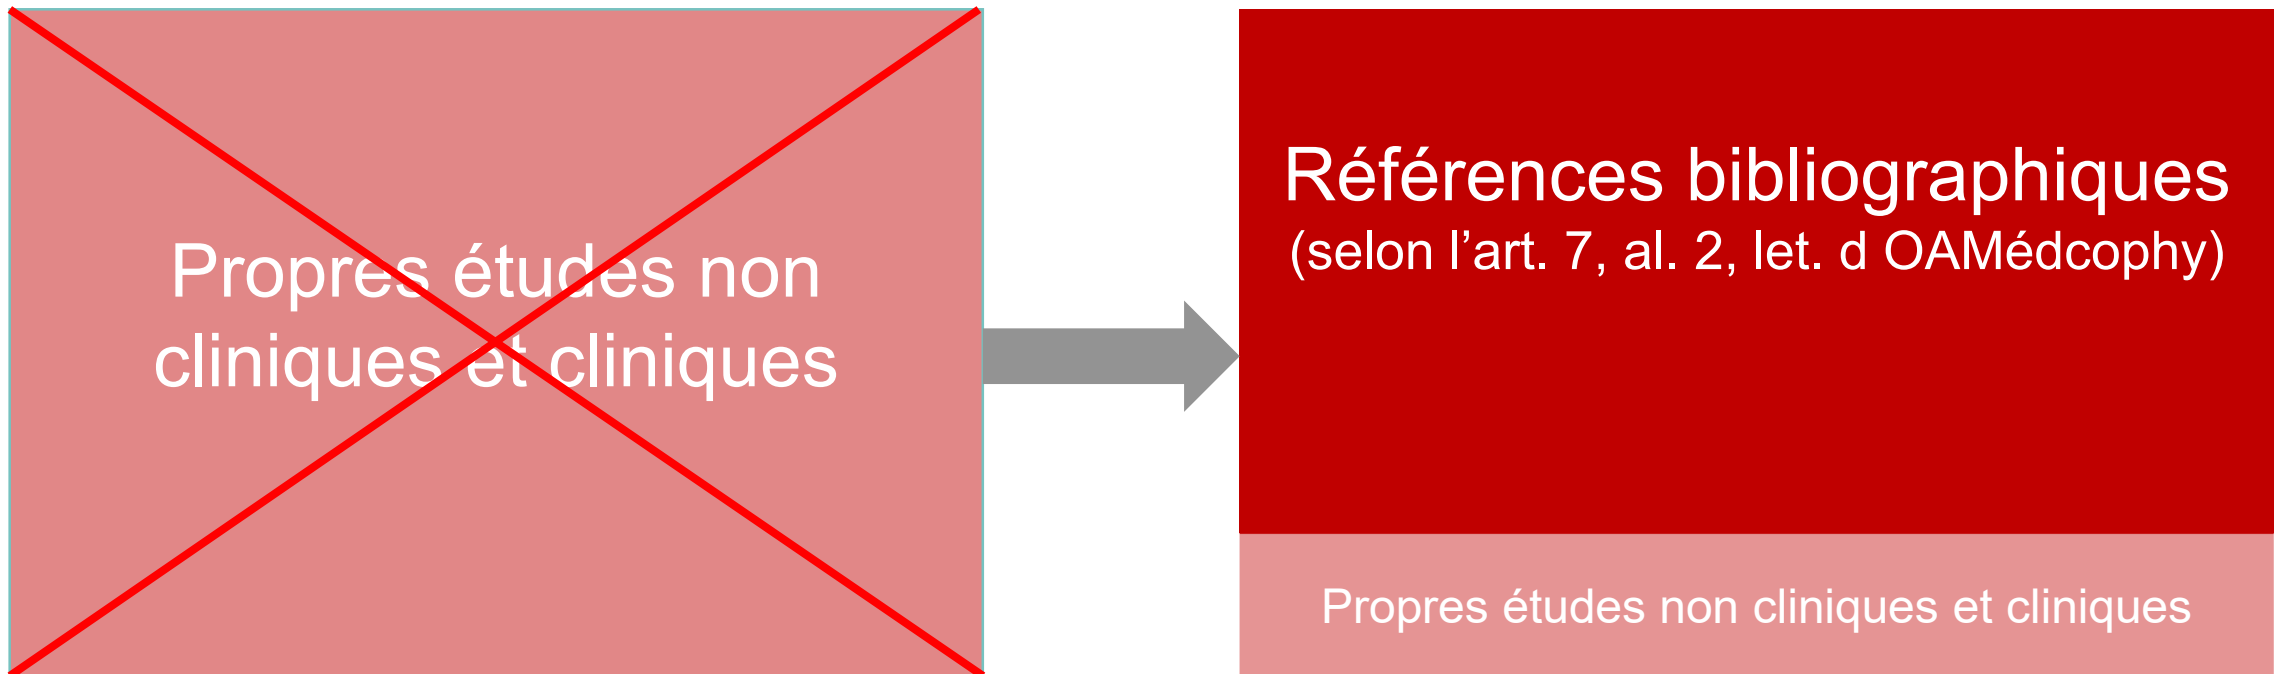 Propres études non
cliniques et cliniques
Références bibliographiques
(selon l’art. 7, al. 2, let. d OAMédcophy)
Propres études non cliniques et cliniques